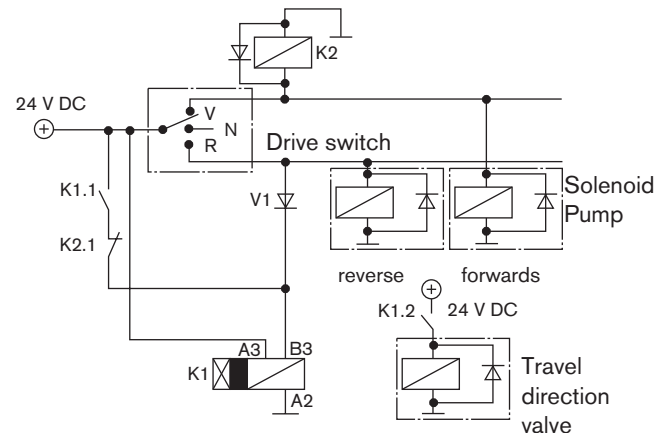 K2
24 V DC
V
N
R
Drive switch
K1.1
V1
Solenoid
Pump
K2.1
reverse
forwards
K1.2
24 V DC
A3
B3
K1
A2
Travel
direction
valve